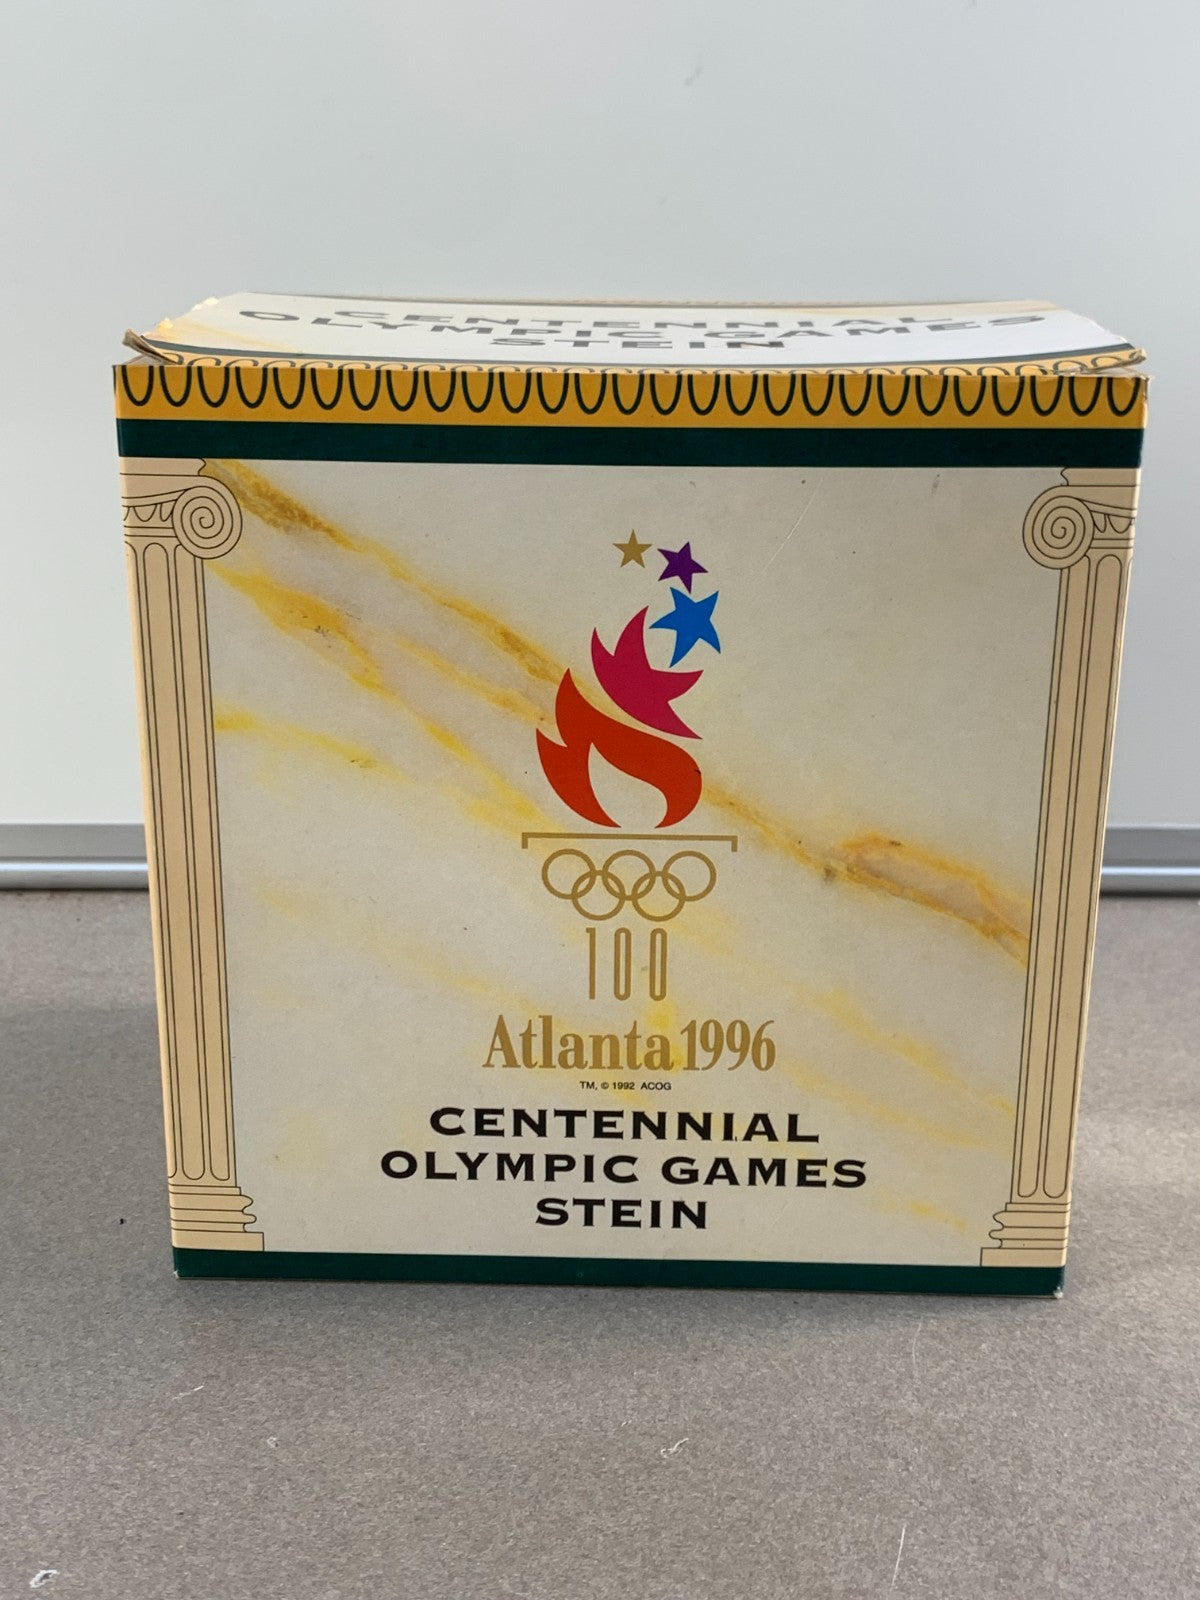 CENTENNIAL
OLYMPIC GAMES
STEIN
100
Atlanta 1996
TM, © 1992 ACOG
CENTENNIAL
OLYMPIC GAMES
STEIN